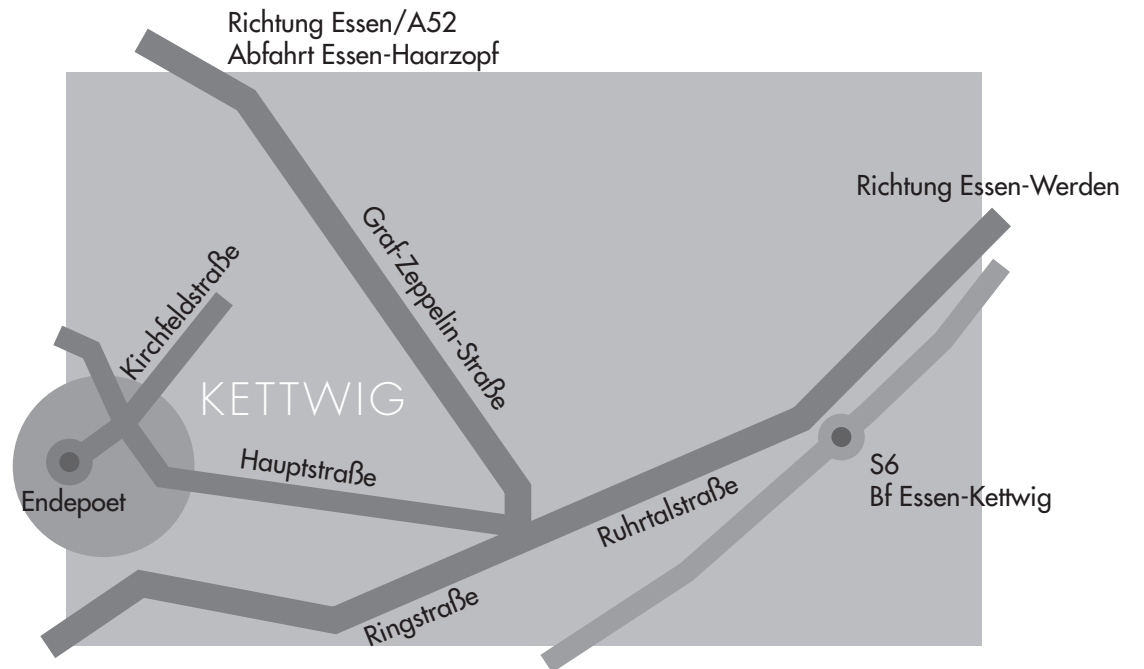 Richtung Essen/A52
Abfahrt Essen-Haarzopf
Richtung Essen-Werden
Graf-Zeppelin-Straße
Kirchfeldstraße
KETTWIG
Hauptstraße
S6
Bf Essen-Kettwig
Endepoet
Ruhrtalstraße
Ringstraße